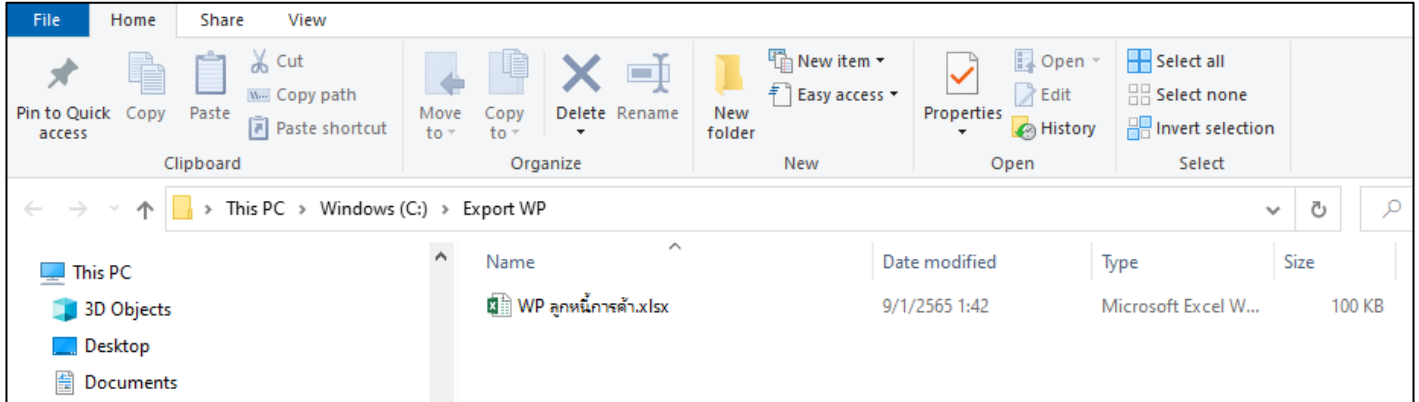 File Home Share View
Pin to Quick access
Copy
Paste
Cut
Copy path
Paste shortcut
Clipboard
Move to
Copy to
Delete
Rename
Organize
New folder
New item
Easy access
New
Properties
Open
Edit
History
Open
Select all
Select none
Invert selection
Select
This PC > Windows (C:) > Export WP
This PC
3D Objects
Desktop
Documents
Name Date modified Type Size
WP ลูกหนี้การค้า.xlsx 9/1/2565 1:42 Microsoft Excel W... 100 KB